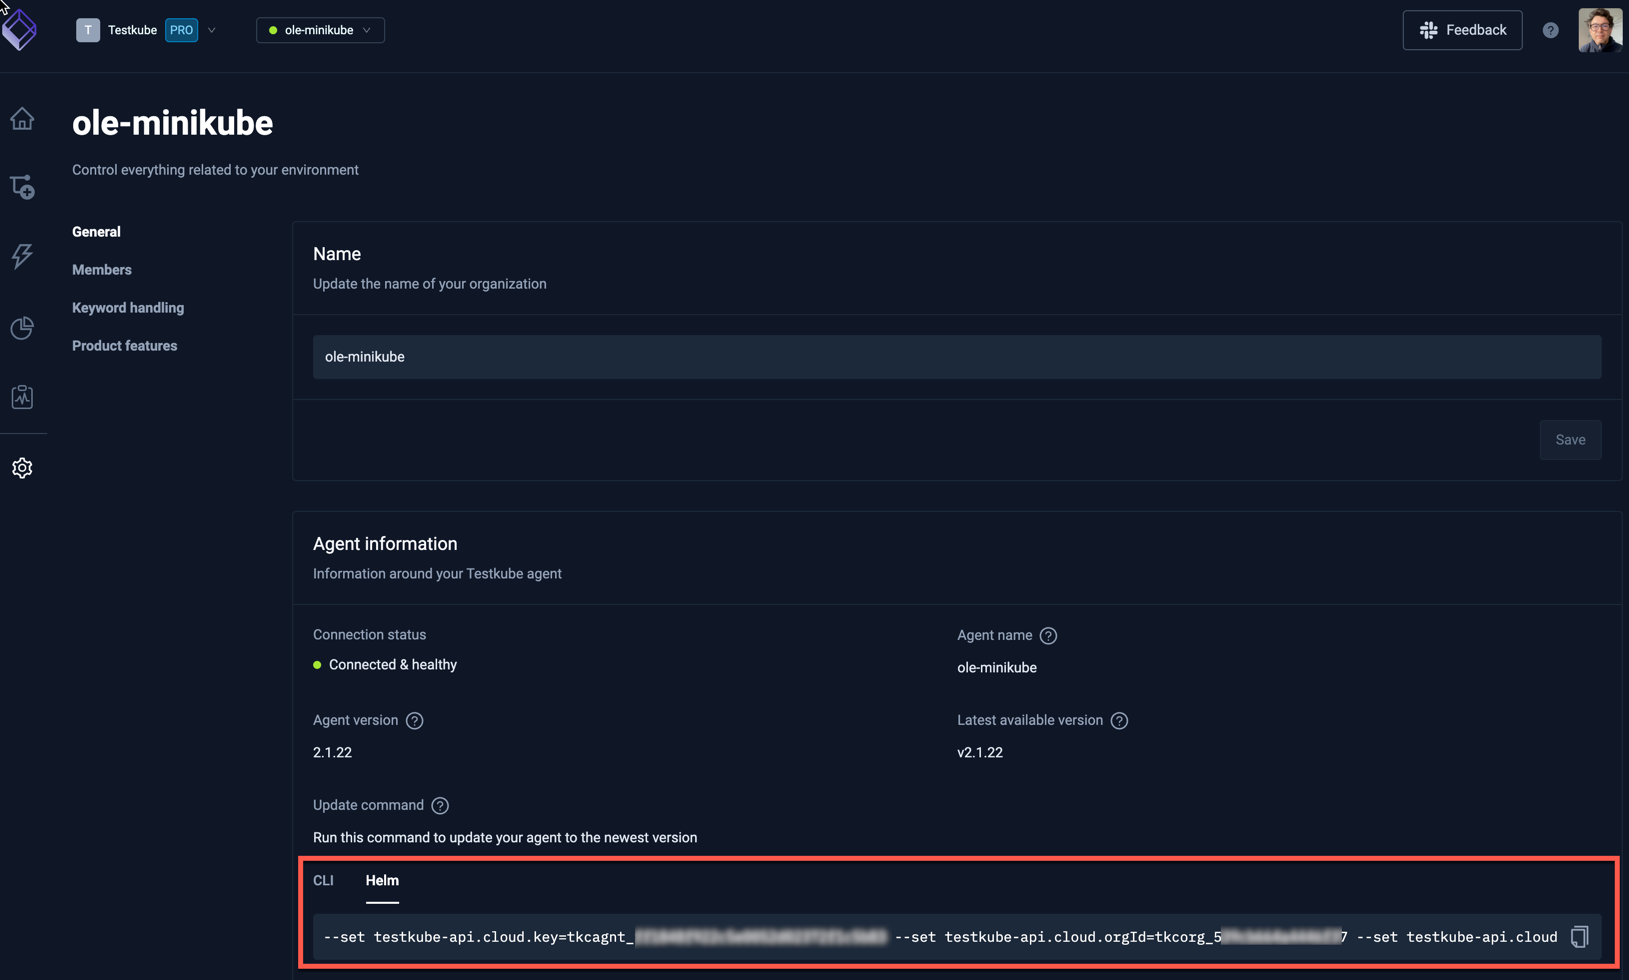 T Testkube PRO ole-minikube Feedback ?
ole-minikube
Control everything related to your environment
General
Members
Keyword handling
Product features
Name
Update the name of your organization
ole-minikube
Save
Agent information
Information around your Testkube agent
Connection status
Connected & healthy
Agent name ?
ole-minikube
Agent version ?
2.1.22
Latest available version ?
v2.1.22
Update command ?
Run this command to update your agent to the newest version
CLI Helm
--set testkube-api.cloud.key=tkcagnt_ --set testkube-api.cloud.orgId=tkcorg_5 7 --set testkube-api.cloud